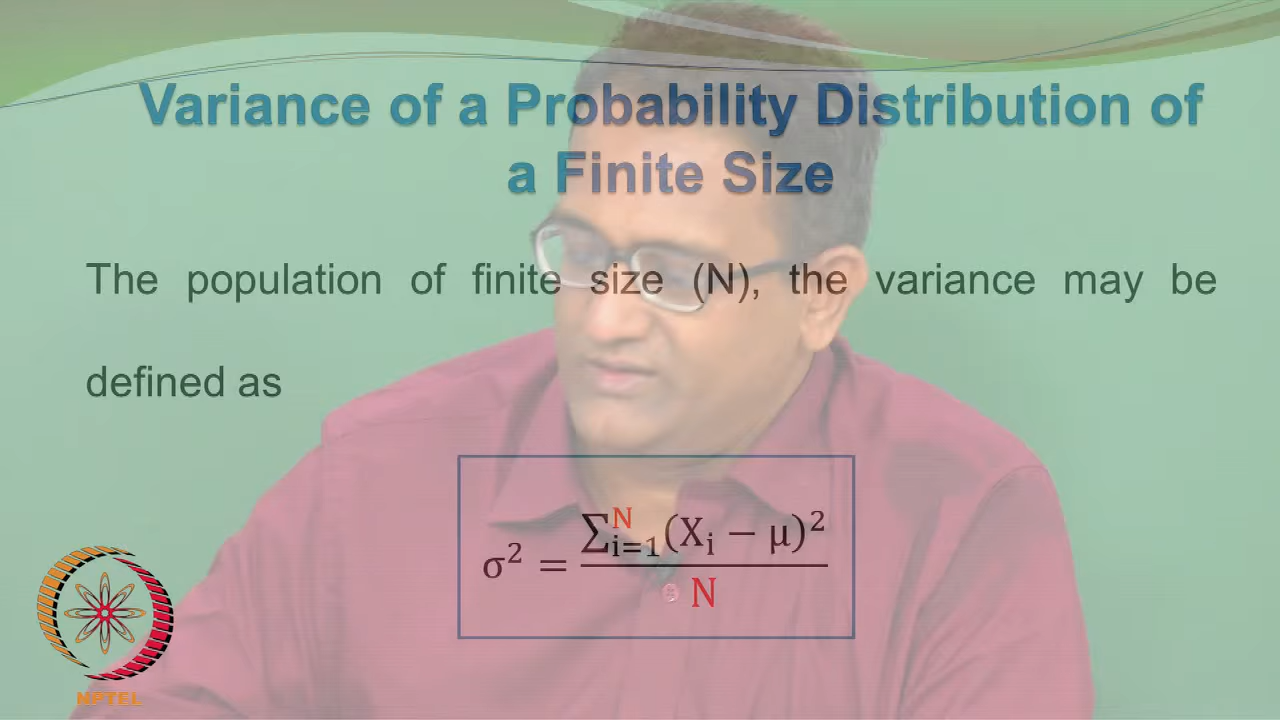 Variance of a Probability Distribution of
a Finite Size
The population of finite size (N), the variance may be
defined as
σ² = ∑ᵢ₌₁ᴺ(Xᵢ − μ)² / N
NPTEL